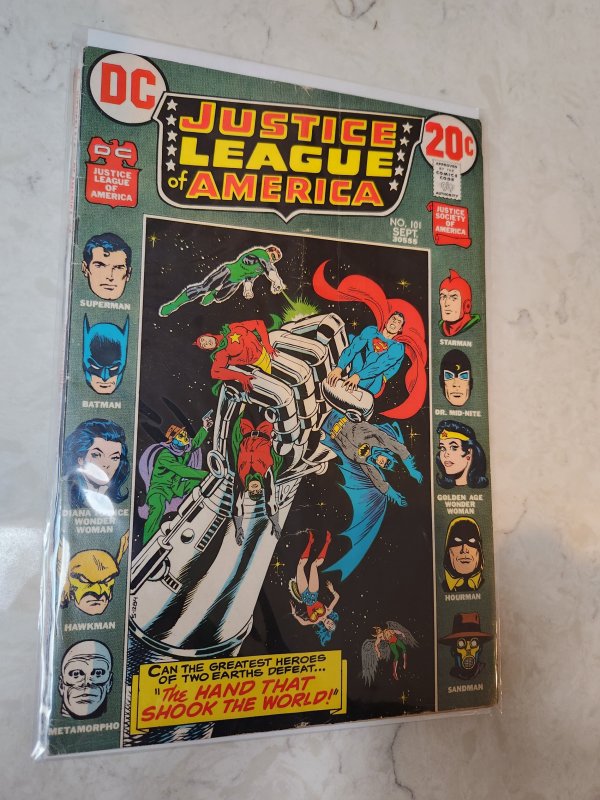 DC
JUSTICE
LEAGUE
of AMERICA
20¢
APPROVED
BY THE
COMICS
CODE
AUTHORITY
DC
JUSTICE
LEAGUE OF
AMERICA
NO. 101
SEPT.
30555
JUSTICE
SOCIETY OF
AMERICA
SUPERMAN
BATMAN
DIANA PRINCE
WONDER
WOMAN
HAWKMAN
METAMORPHO
STARMAN
DR. MID-NITE
GOLDEN AGE
WONDER
WOMAN
HOURMAN
SANDMAN
CAN THE GREATEST HEROES
OF TWO EARTHS DEFEAT...
"The HAND THAT
SHOOK THE WORLD!"